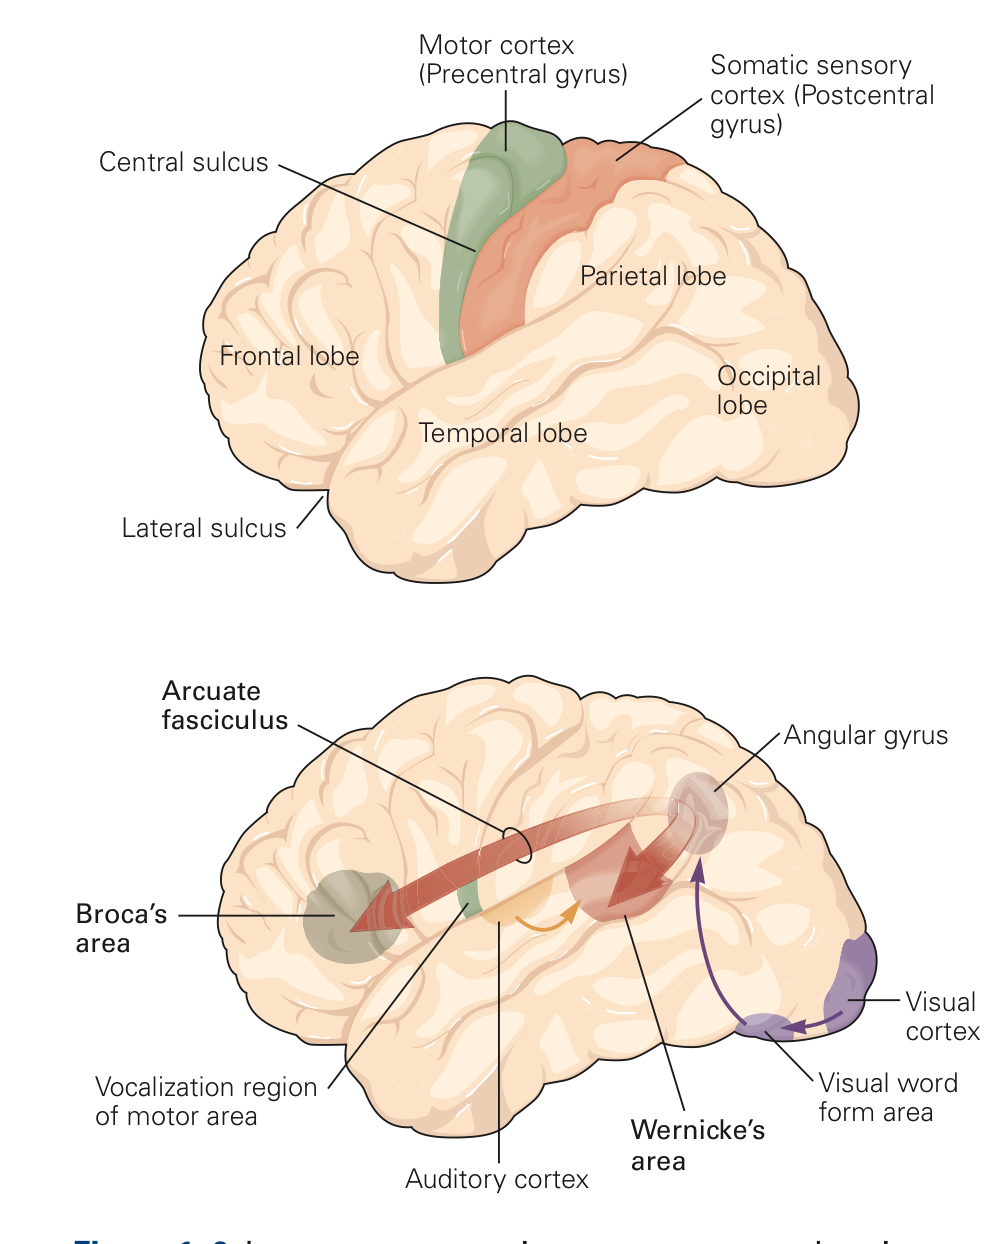 Motor cortex
(Precentral gyrus)
Somatic sensory
cortex (Postcentral
gyrus)
Central sulcus
Parietal lobe
Frontal lobe
Occipital
lobe
Temporal lobe
Lateral sulcus
Arcuate
fasciculus
Angular gyrus
Broca's
area
Visual
cortex
Vocalization region
of motor area
Visual word
form area
Wernicke's
area
Auditory cortex